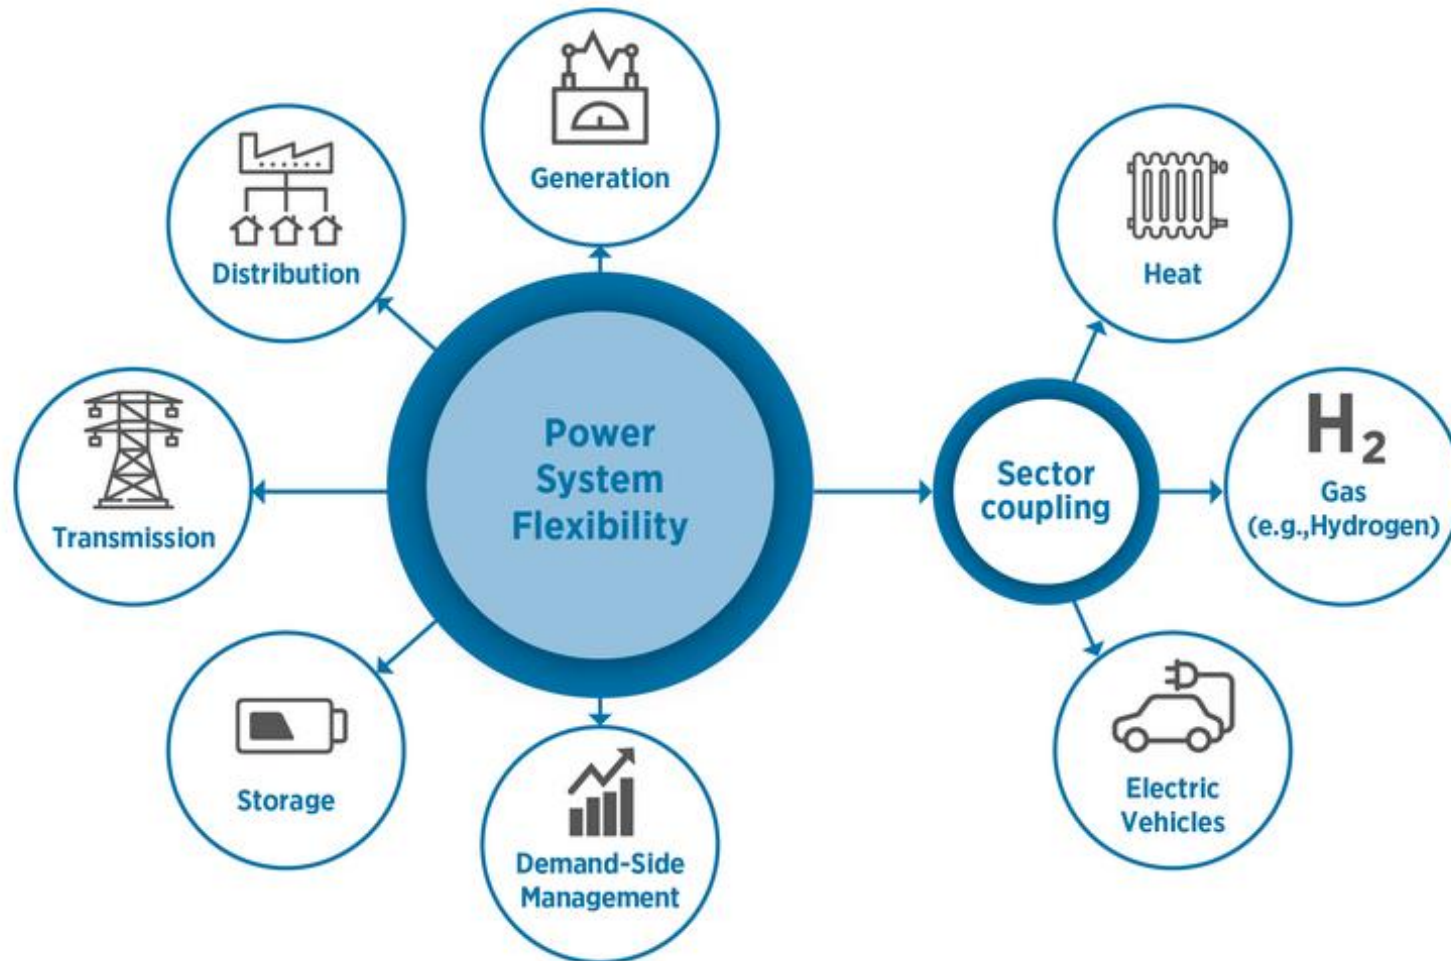 Generation
Distribution
Heat
Power
System
Flexibility
Sector
coupling
H₂
Gas
(e.g.,Hydrogen)
Transmission
Storage
Electric
Vehicles
Demand-Side
Management